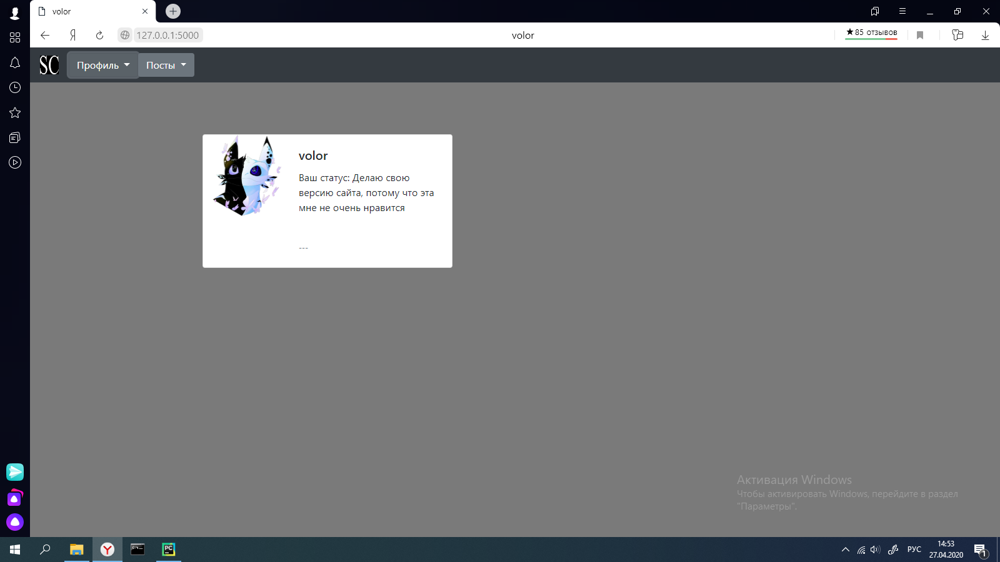 volor
127.0.0.1:5000
volor
★85 отзывов
SC
Профиль
Посты
volor
Ваш статус: Делаю свою
версию сайта, потому что эта
мне не очень нравится
---
Активация Windows
Чтобы активировать Windows, перейдите в раздел
"Параметры".
PC
РУС
14:53
27.04.2020
1